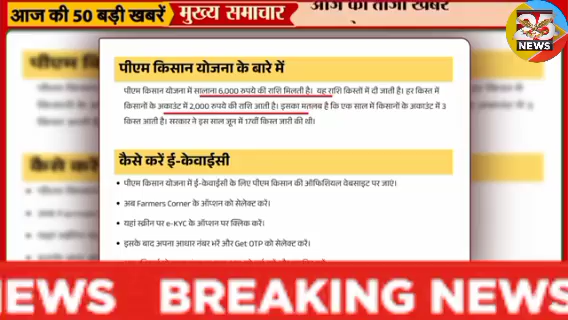 आज की 50 बड़ी खबरें
मुख्य समाचार
आज की ताजा खबर
25
NEWS
पीएम किसान योजना के बारे में
पीएम किसान योजना में सालाना 6,000 रुपये की राशि मिलती है। यह राशि किस्तों में दी जाती है। हर किस्त में
किसानों के अकाउंट में 2,000 रुपये की राशि आती है। इसका मतलब है कि एक साल में किसानों के अकाउंट में 3
किस्त आती है। सरकार ने इस साल जून में 17वीं किस्त जारी की थी।
कैसे करें ई-केवाईसी
• पीएम किसान योजना में ई-केवाईसी के लिए पीएम किसान की ऑफिशियल वेबसाइट पर जाएं।
• अब Farmers Corner के ऑप्शन को सेलेक्ट करें।
• यहां स्क्रीन पर e-KYC के ऑप्शन पर क्लिक करें।
• इसके बाद अपना आधार नंबर भरें और Get OTP को सेलेक्ट करें।
NEWS BREAKING NEWS